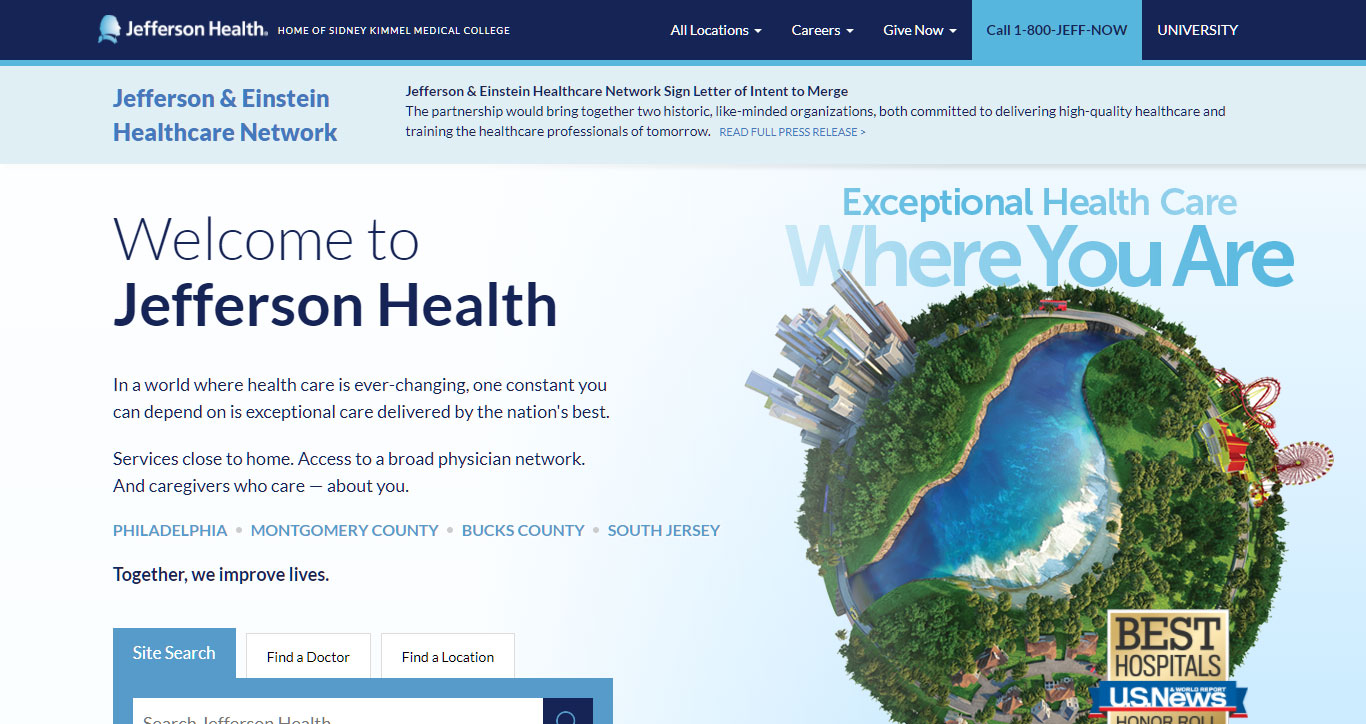 Jefferson Health. HOME OF SIDNEY KIMMEL MEDICAL COLLEGE
All Locations Careers Give Now Call 1-800-JEFF-NOW UNIVERSITY
Jefferson & Einstein
Healthcare Network
Jefferson & Einstein Healthcare Network Sign Letter of Intent to Merge
The partnership would bring together two historic, like-minded organizations, both committed to delivering high-quality healthcare and
training the healthcare professionals of tomorrow. READ FULL PRESS RELEASE >
Welcome to
Jefferson Health
In a world where health care is ever-changing, one constant you
can depend on is exceptional care delivered by the nation's best.
Services close to home. Access to a broad physician network.
And caregivers who care — about you.
PHILADELPHIA • MONTGOMERY COUNTY • BUCKS COUNTY • SOUTH JERSEY
Together, we improve lives.
Site Search Find a Doctor Find a Location
Search Jefferson Health
Exceptional Health Care
Where You Are
BEST
HOSPITALS
U.S.News & WORLD REPORT
HONOR ROLL